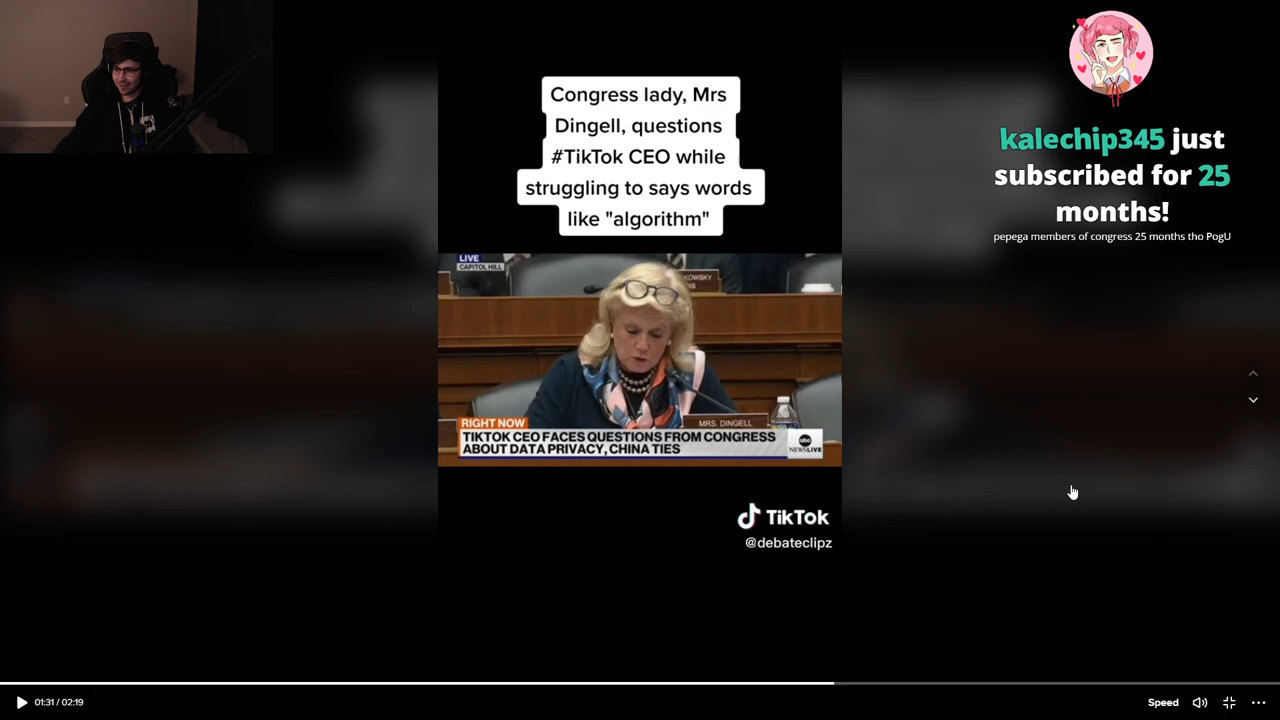 Congress lady, Mrs
Dingell, questions
#TikTok CEO while
struggling to says words
like "algorithm"
kalechip345 just
subscribed for 25
months!
pepega members of congress 25 months tho PogU
LIVE
CAPITOL HILL
KOWSKY
MRS. DINGELL
RIGHT NOW
TIKTOK CEO FACES QUESTIONS FROM CONGRESS
ABOUT DATA PRIVACY, CHINA TIES
abc
NEWS LIVE
TikTok
@debateclipz
01:31 / 02:19
Speed